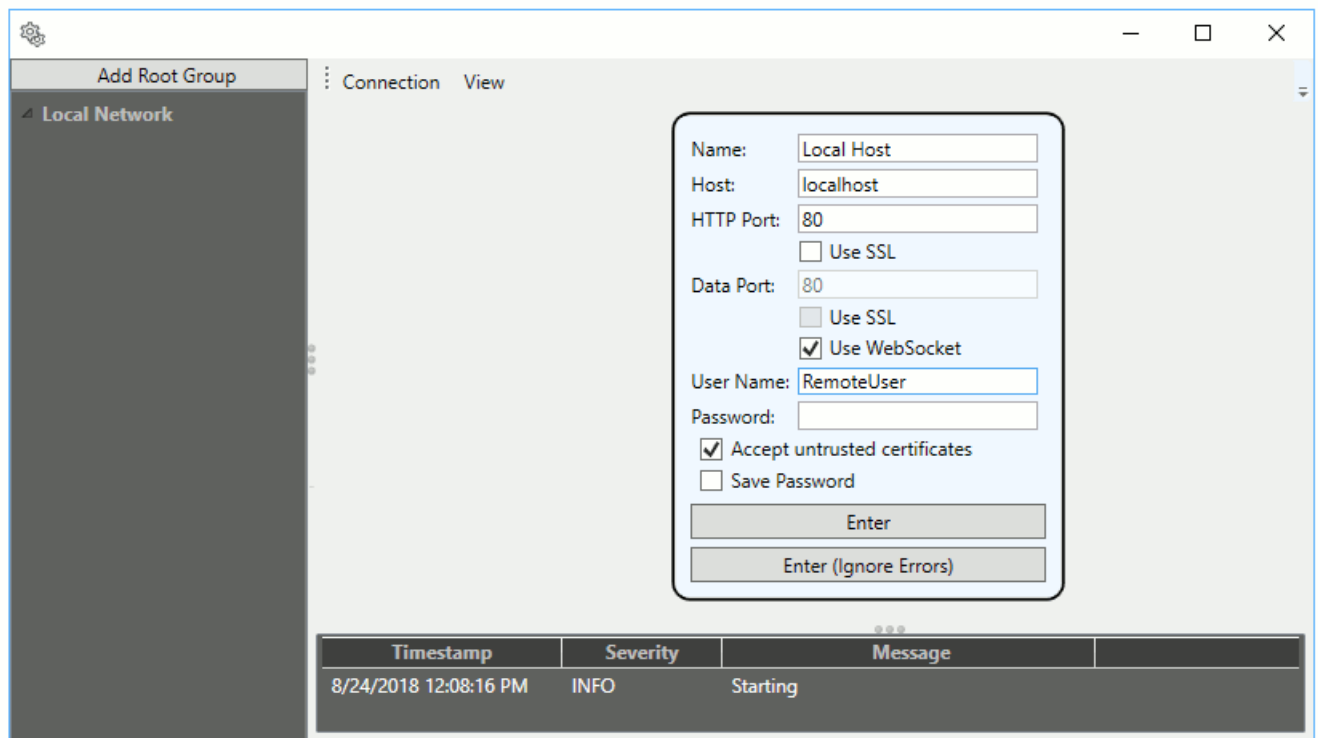 Add Root Group
Connection View
Local Network
Name: Local Host
Host: localhost
HTTP Port: 80
Use SSL
Data Port: 80
Use SSL
Use WebSocket
User Name: RemoteUser
Password:
Accept untrusted certificates
Save Password
Enter
Enter (Ignore Errors)
Timestamp Severity Message
8/24/2018 12:08:16 PM INFO Starting